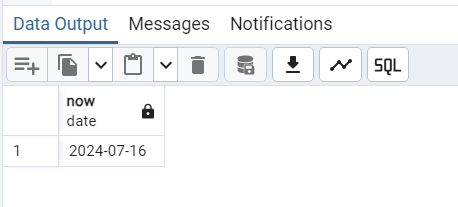 Data Output Messages Notifications
SQL
now
date
1 2024-07-16